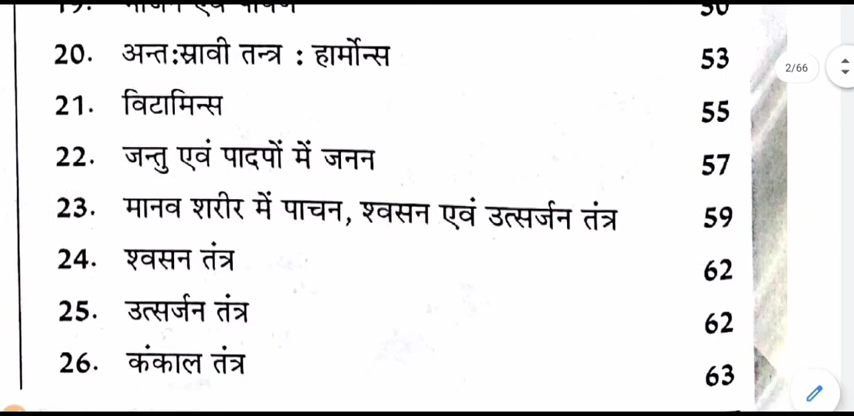 20. अन्त:स्रावी तन्त्र : हार्मोन्स 53
2/66
21. विटामिन्स 55
22. जन्तु एवं पादपों में जनन 57
23. मानव शरीर में पाचन, श्वसन एवं उत्सर्जन तंत्र 59
24. श्वसन तंत्र 62
25. उत्सर्जन तंत्र 62
26. कंकाल तंत्र 63